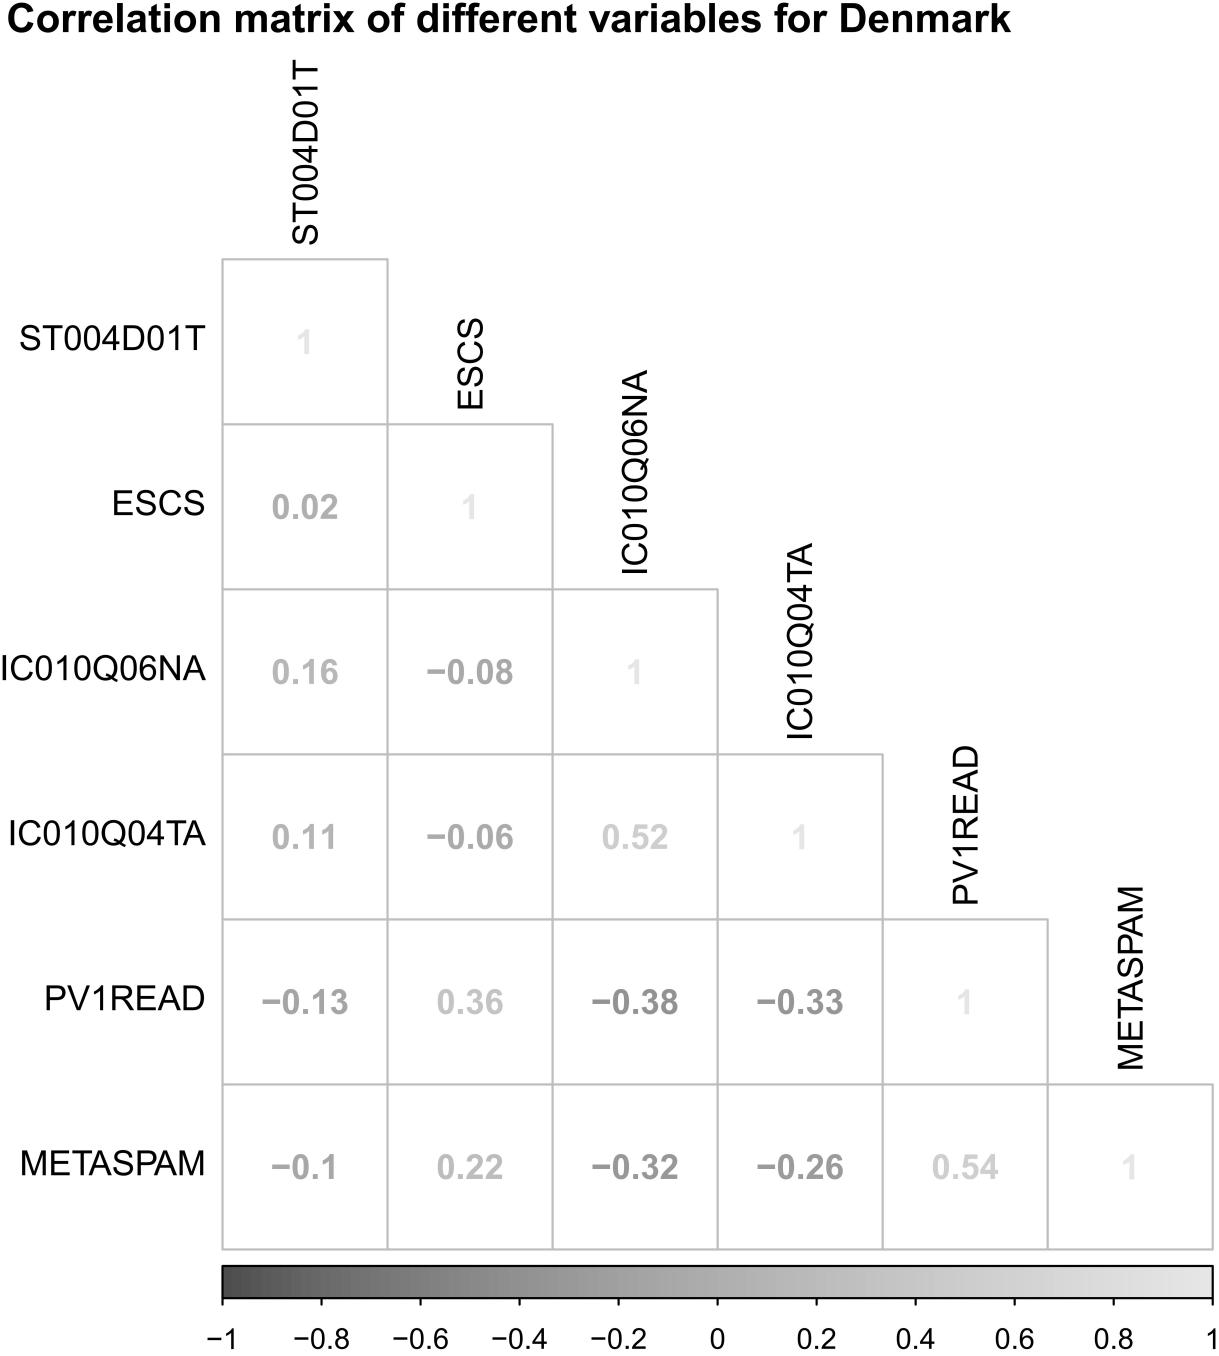 Correlation matrix of different variables for Denmark
ST004D01T
ESCS
IC010Q06NA
IC010Q04TA
PV1READ
METASPAM
ST004D01T 1
ESCS 0.02 1
IC010Q06NA 0.16 −0.08 1
IC010Q04TA 0.11 −0.06 0.52 1
PV1READ −0.13 0.36 −0.38 −0.33 1
METASPAM −0.1 0.22 −0.32 −0.26 0.54 1
−1 −0.8 −0.6 −0.4 −0.2 0 0.2 0.4 0.6 0.8 1